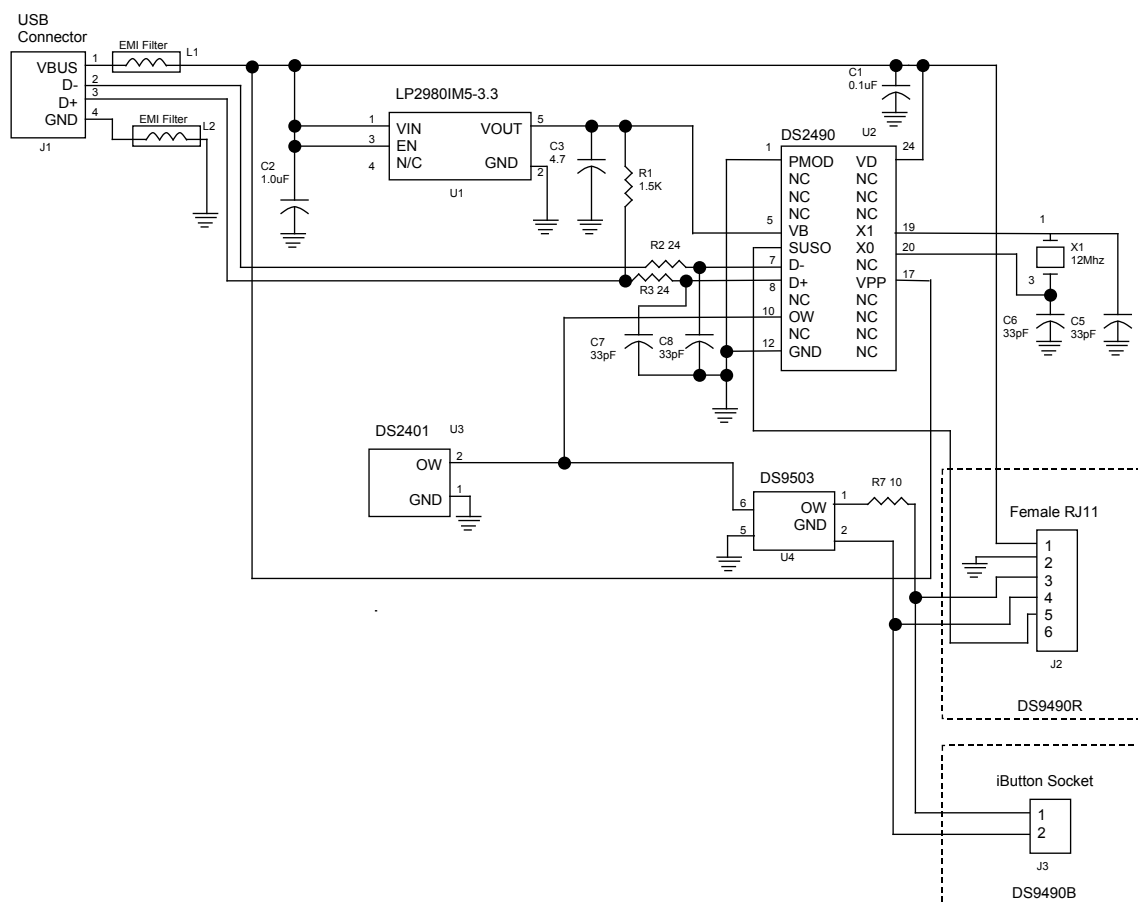 USB
Connector
EMI Filter
L1
VBUS
D-
D+
GND
1
2
3
4
J1
EMI Filter
L2
C2
1.0uF
LP2980IM5-3.3
1
3
4
VIN
EN
N/C
VOUT
GND
5
2
U1
C3
4.7
R1
1.5K
C1
0.1uF
U2
DS2490
1
5
7
8
10
12
PMOD
NC
NC
NC
VB
SUSO
D-
D+
NC
OW
NC
GND
VD
NC
NC
NC
X1
X0
NC
VPP
NC
NC
NC
NC
24
19
20
17
R2 24
R3 24
C7
33pF
C8
33pF
1
X1
12Mhz
3
C6
33pF
C5
33pF
DS2401
U3
OW
GND
2
1
DS9503
6
5
OW
GND
1
2
U4
R7 10
Female RJ11
1
2
3
4
5
6
J2
DS9490R
iButton Socket
1
2
J3
DS9490B